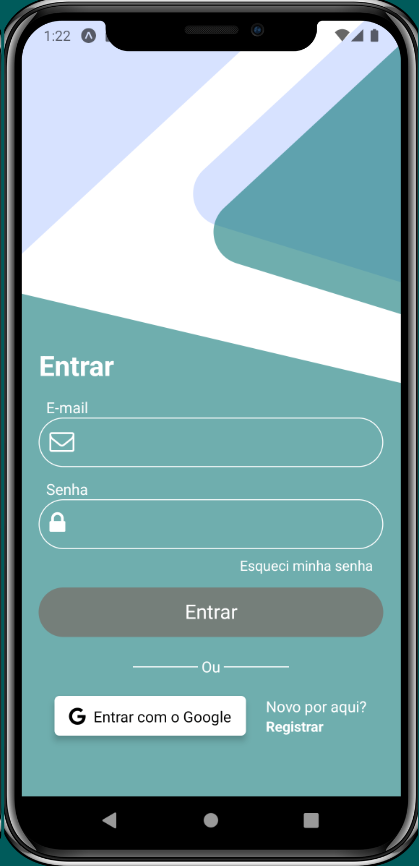 1:22
Entrar
E-mail
Senha
Esqueci minha senha
Entrar
Ou
G Entrar com o Google
Novo por aqui?
Registrar